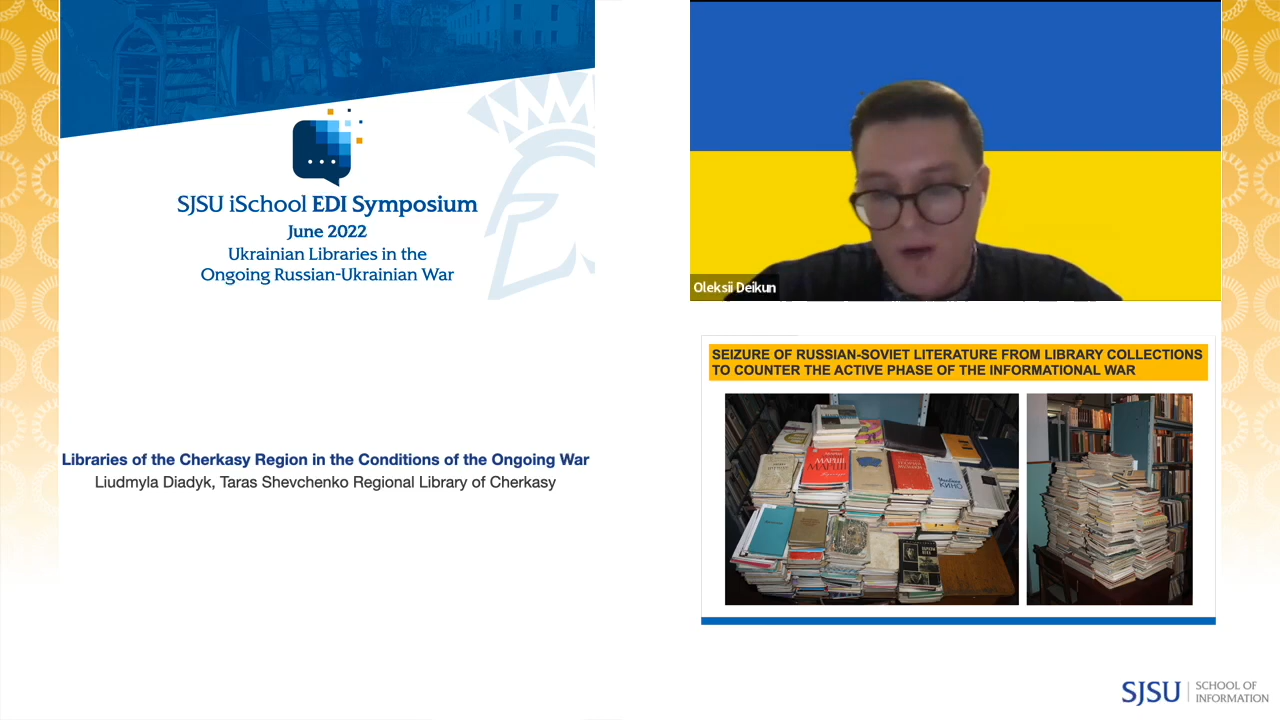 SJSU iSchool EDI Symposium
June 2022
Ukrainian Libraries in the
Ongoing Russian-Ukrainian War
Libraries of the Cherkasy Region in the Conditions of the Ongoing War
Liudmyla Diadyk, Taras Shevchenko Regional Library of Cherkasy
Oleksii Deikun
SEIZURE OF RUSSIAN-SOVIET LITERATURE FROM LIBRARY COLLECTIONS
TO COUNTER THE ACTIVE PHASE OF THE INFORMATIONAL WAR
МАРШ
МАРШ!
КИНО
SJSU
SCHOOL OF
INFORMATION